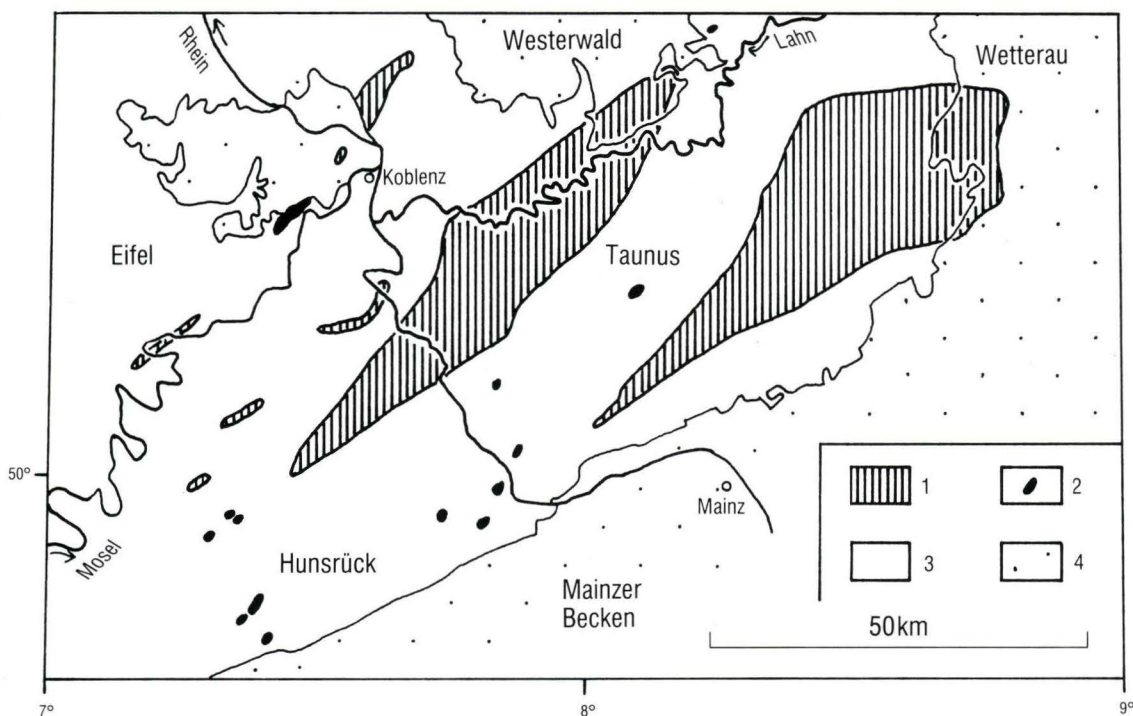 Westerwald
Lahn
Wetterau
Rhein
Koblenz
Eifel
Taunus
50°
Mainz
Mosel
Hunsrück
Mainzer
Becken
1
2
3
4
50km
7°
8°
9°